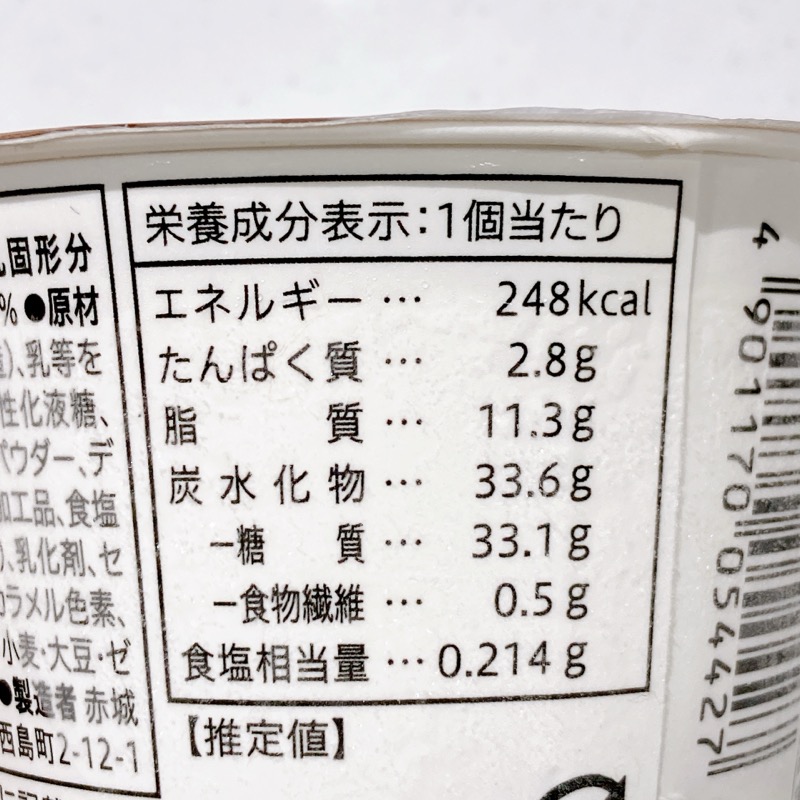 固形分
% ●原材
、乳等を
性化液糖、
パウダー、デ
加工品、食塩
、乳化剤、セ
カラメル色素、
小麦・大豆・ゼ
●製造者 赤城
西島町2-12-1
栄養成分表示:1個当たり
エネルギー … 248kcal
たんぱく質 … 2.8g
脂質 … 11.3g
炭水化物 … 33.6g
−糖質 … 33.1g
−食物繊維 … 0.5g
食塩相当量 … 0.214g
【推定値】
4 901170 054427